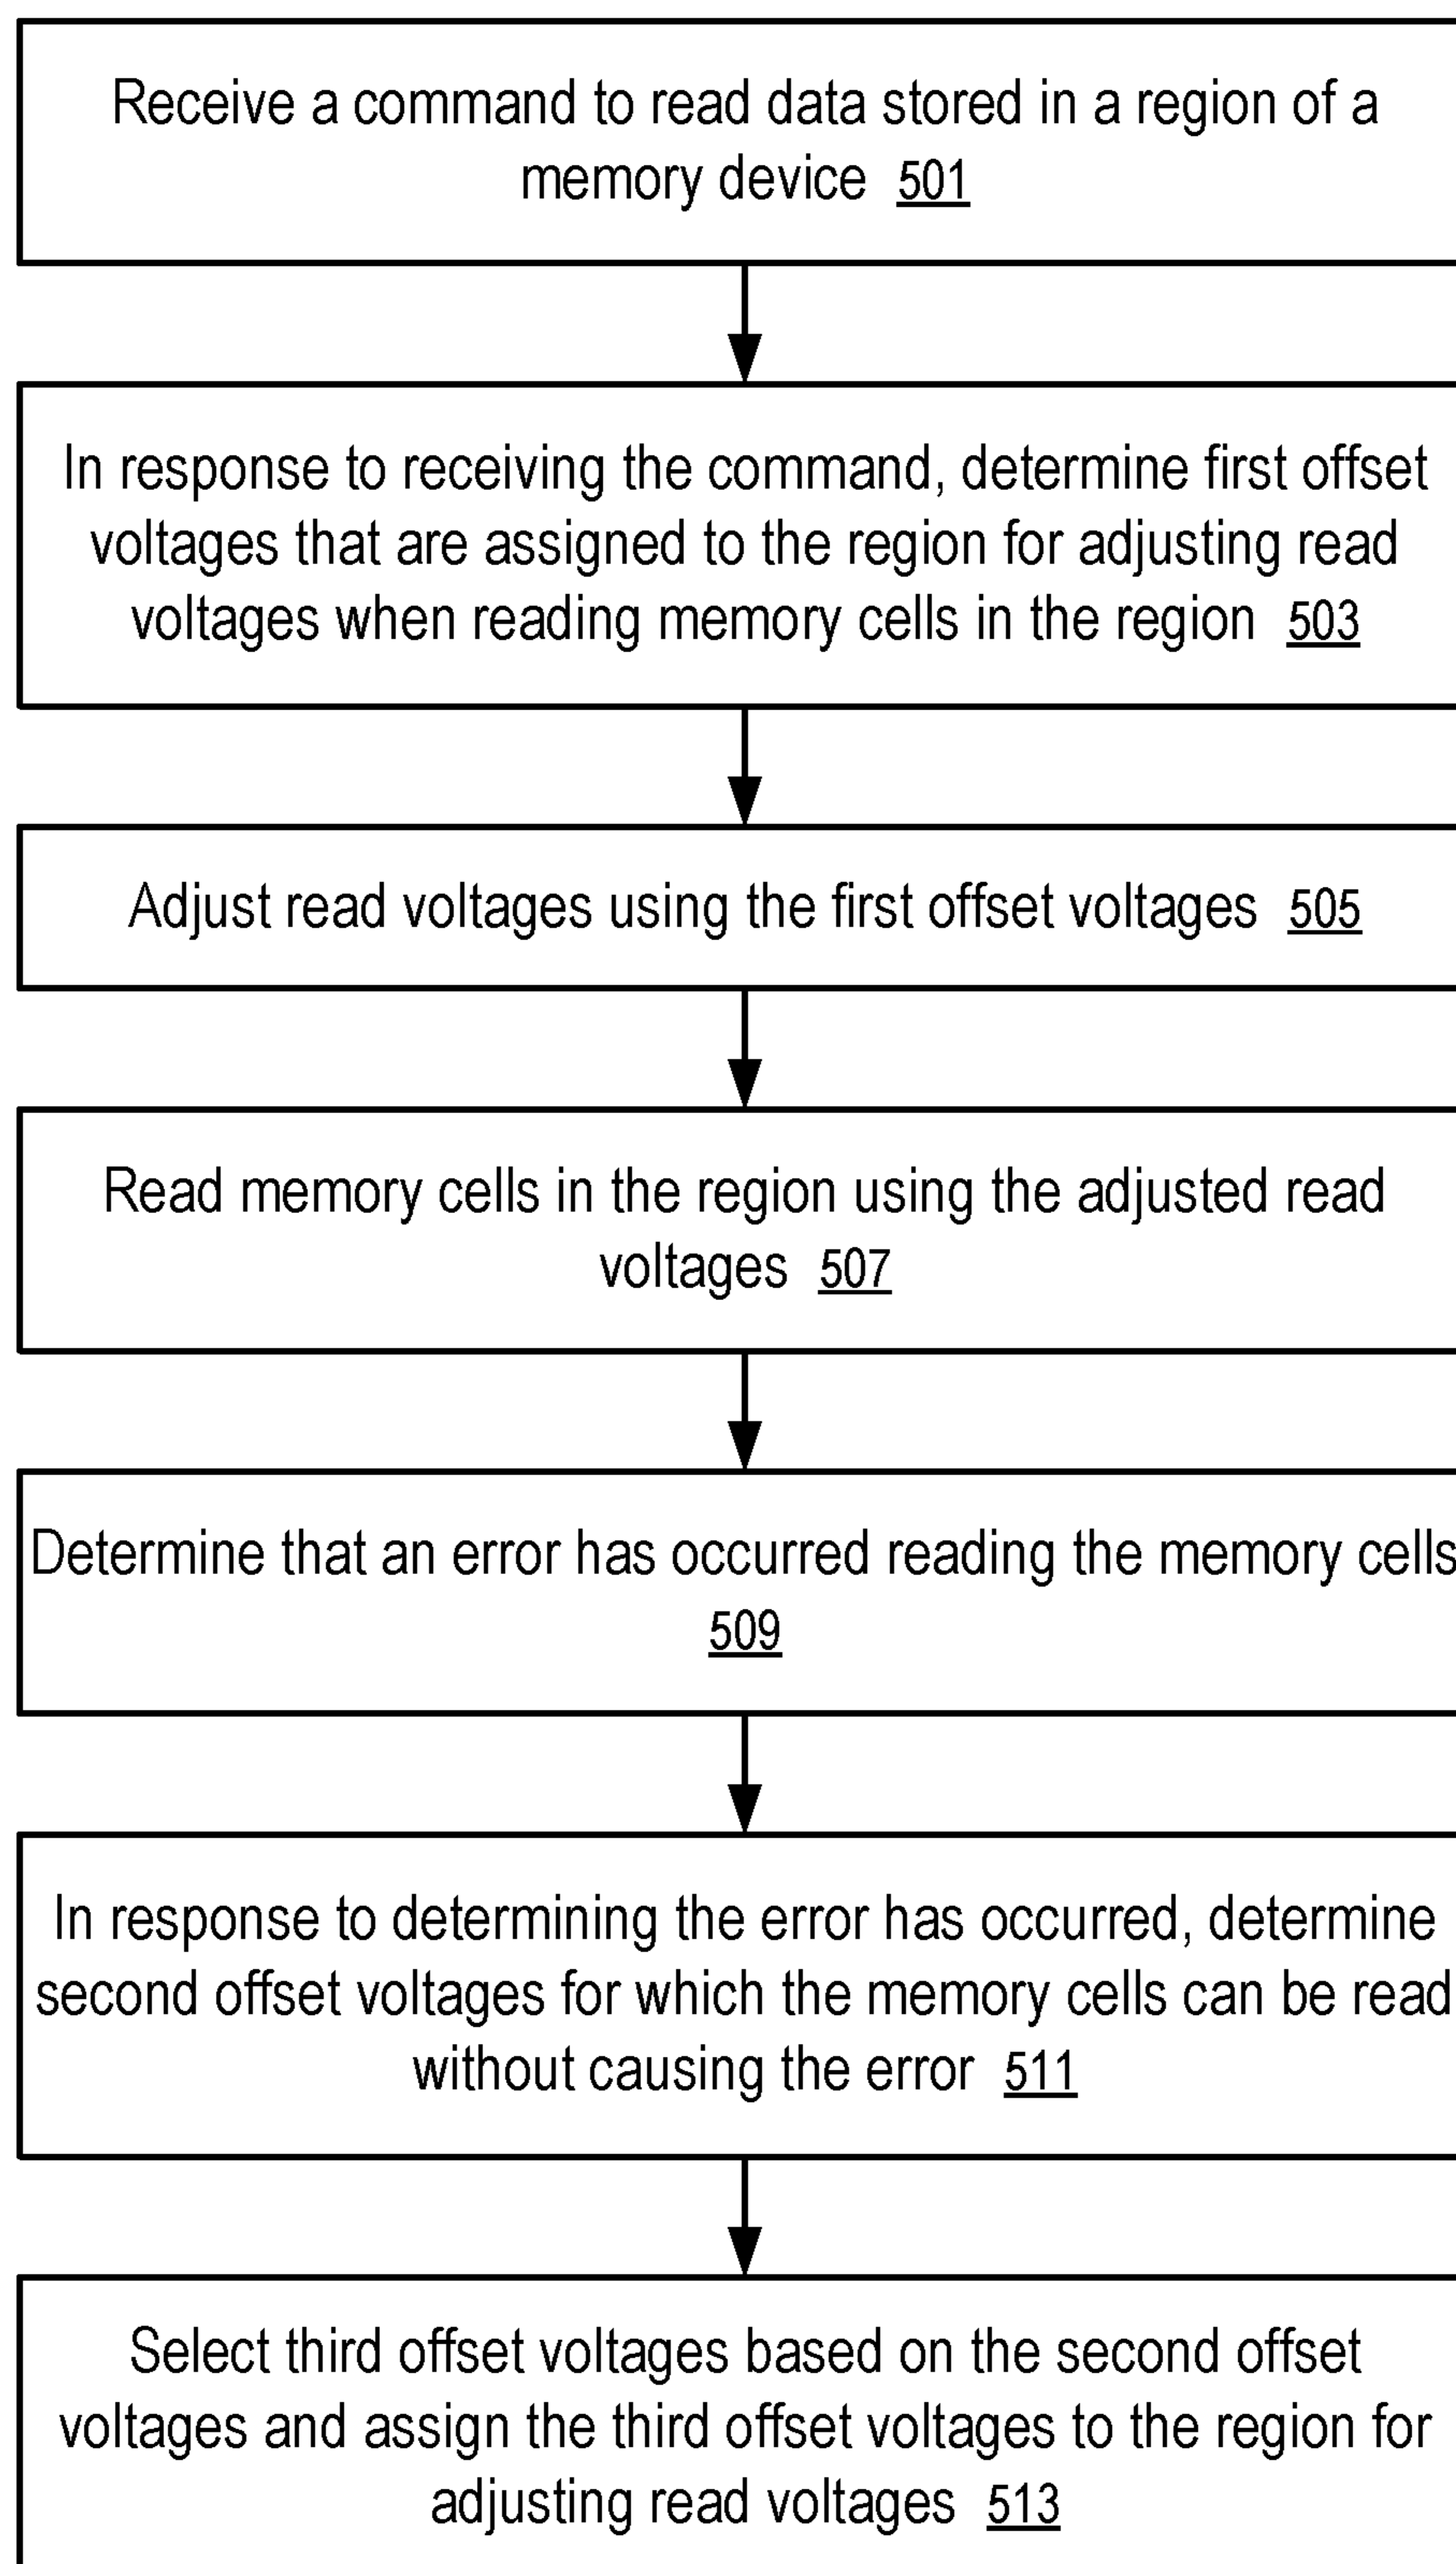 Receive a command to read data stored in a region of a
memory device 501
In response to receiving the command, determine first offset
voltages that are assigned to the region for adjusting read
voltages when reading memory cells in the region 503
Adjust read voltages using the first offset voltages 505
Read memory cells in the region using the adjusted read
voltages 507
Determine that an error has occurred reading the memory cells
509
In response to determining the error has occurred, determine
second offset voltages for which the memory cells can be read
without causing the error 511
Select third offset voltages based on the second offset
voltages and assign the third offset voltages to the region for
adjusting read voltages 513